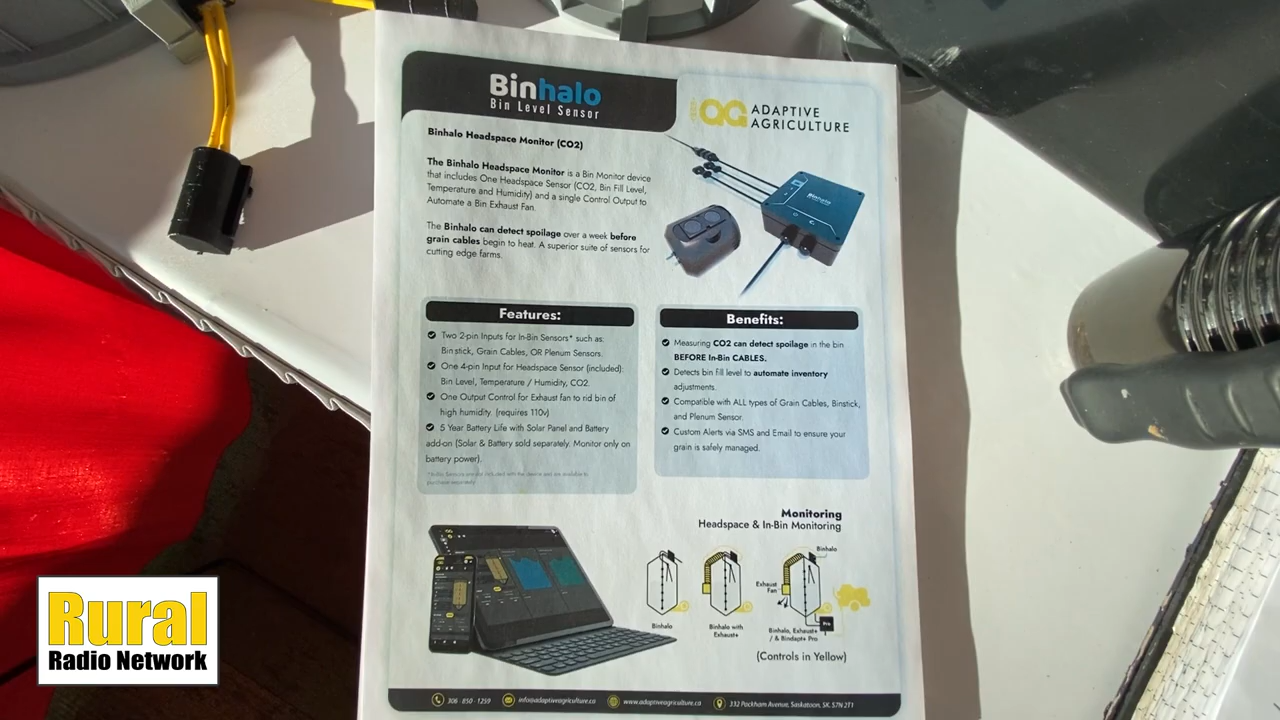 Binhalo
Bin Level Sensor
ADAPTIVE
AGRICULTURE
Binhalo Headspace Monitor (CO2)
The Binhalo Headspace Monitor is a Bin Monitor device
that includes One Headspace Sensor (CO2, Bin Fill Level,
Temperature and Humidity) and a single Control Output to
Automate a Bin Exhaust Fan.
The Binhalo can detect spoilage over a week before
grain cables begin to heat. A superior suite of sensors for
cutting edge farms.
Binhalo
Features:
Two 2-pin Inputs for In-Bin Sensors* such as:
Bin stick, Grain Cables, OR Plenum Sensors.
One 4-pin Input for Headspace Sensor (included):
Bin Level, Temperature / Humidity, CO2.
One Output Control for Exhaust fan to rid bin of
high humidity. (requires 110v)
5 Year Battery Life with Solar Panel and Battery
add-on (Solar & Battery sold separately. Monitor only on
battery power).
purchase separately
Benefits:
Measuring CO2 can detect spoilage in the bin
BEFORE In-Bin CABLES.
Detects bin fill level to automate inventory
adjustments.
Compatible with ALL types of Grain Cables, Binstick,
and Plenum Sensor.
Custom Alerts via SMS and Email to ensure your
grain is safely managed.
Monitoring
Headspace & In-Bin Monitoring
Binhalo
Exhaust
Fan
Pro
Binhalo
Binhalo with
Exhaust+
Binhalo, Exhaust+
/ & Bindapt+ Pro
(Controls in Yellow)
306 · 850 · 1259
info@adaptiveagriculture.ca
www.adaptiveagriculture.ca
332 Packham Avenue, Saskatoon, SK. S7N 2T1
Rural
Radio Network